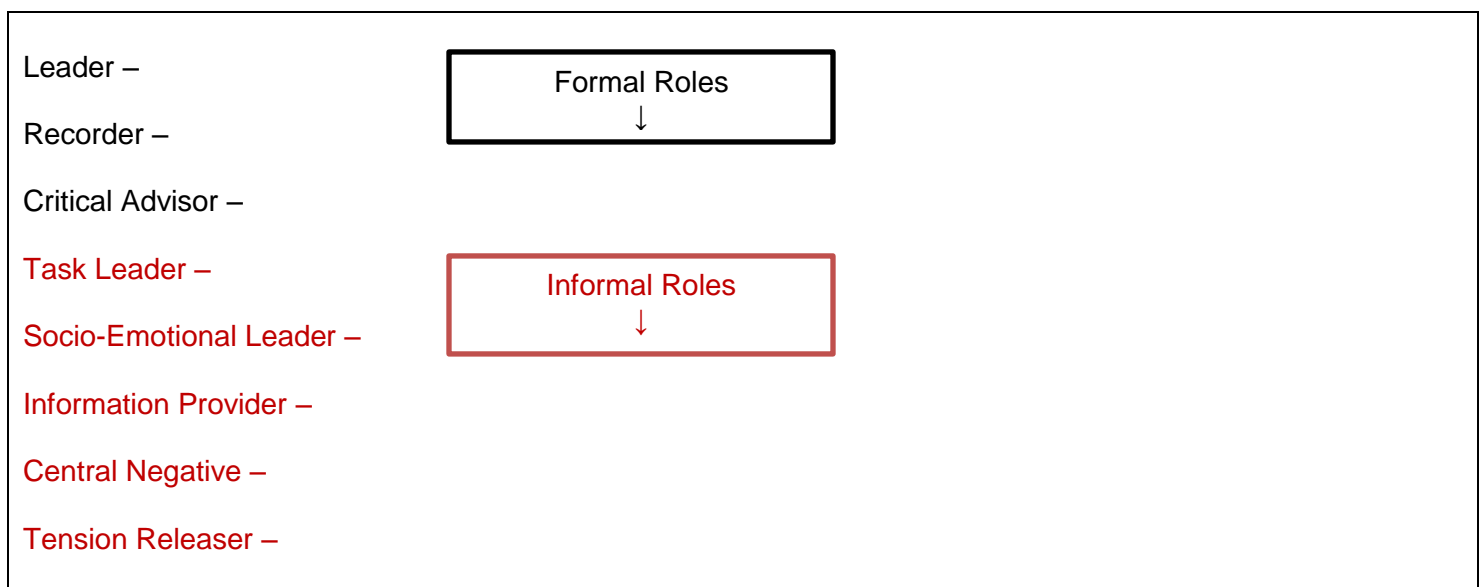 Leader –
Formal Roles
↓
Recorder –
Critical Advisor –
Task Leader –
Informal Roles
↓
Socio-Emotional Leader –
Information Provider –
Central Negative –
Tension Releaser –